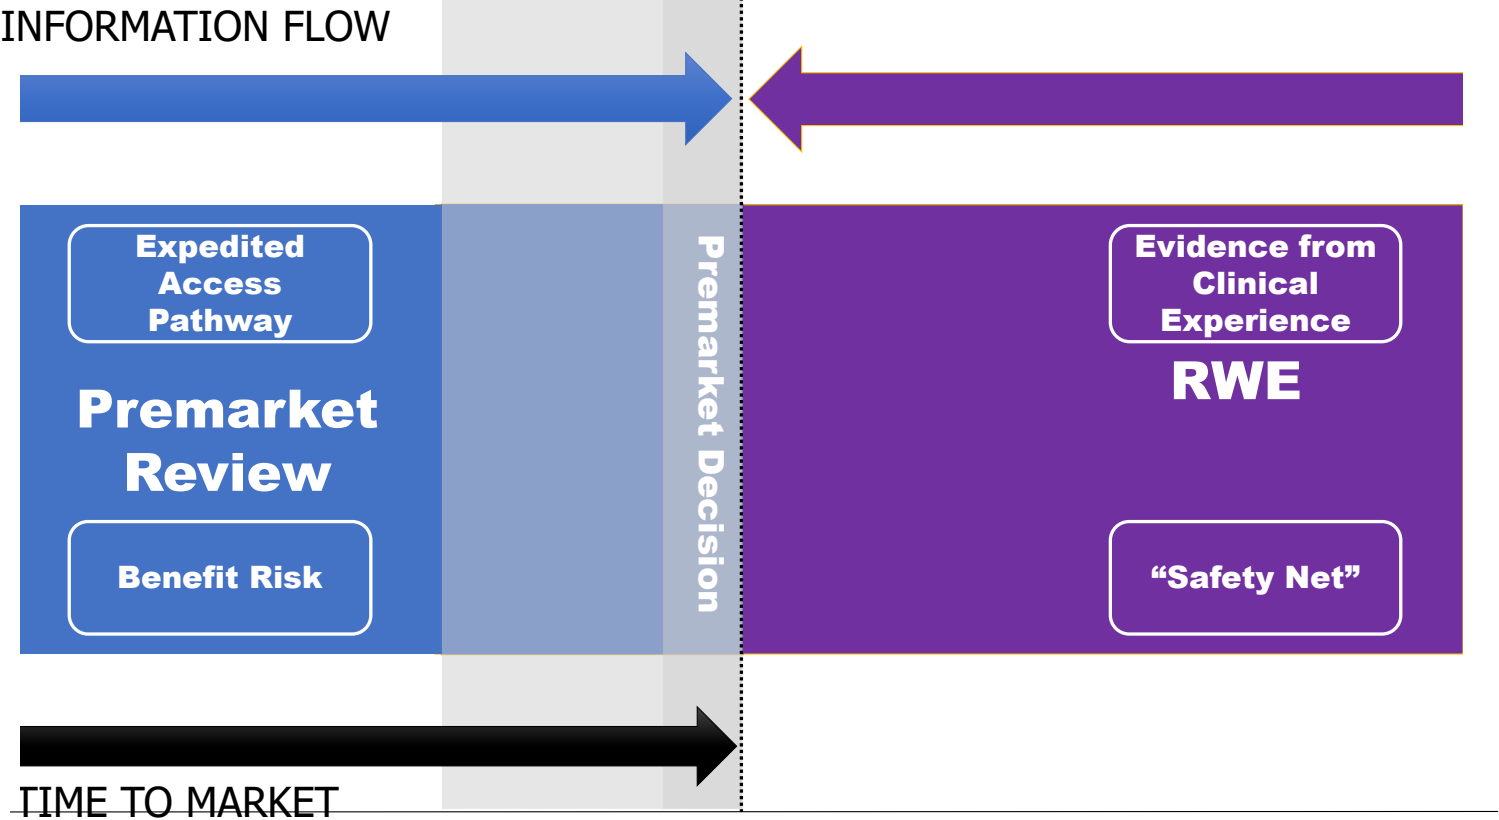 INFORMATION FLOW
Expedited
Access
Pathway
Premarket
Review
Benefit Risk
Premarket Decision
Evidence from
Clinical
Experience
RWE
“Safety Net”
TIME TO MARKET